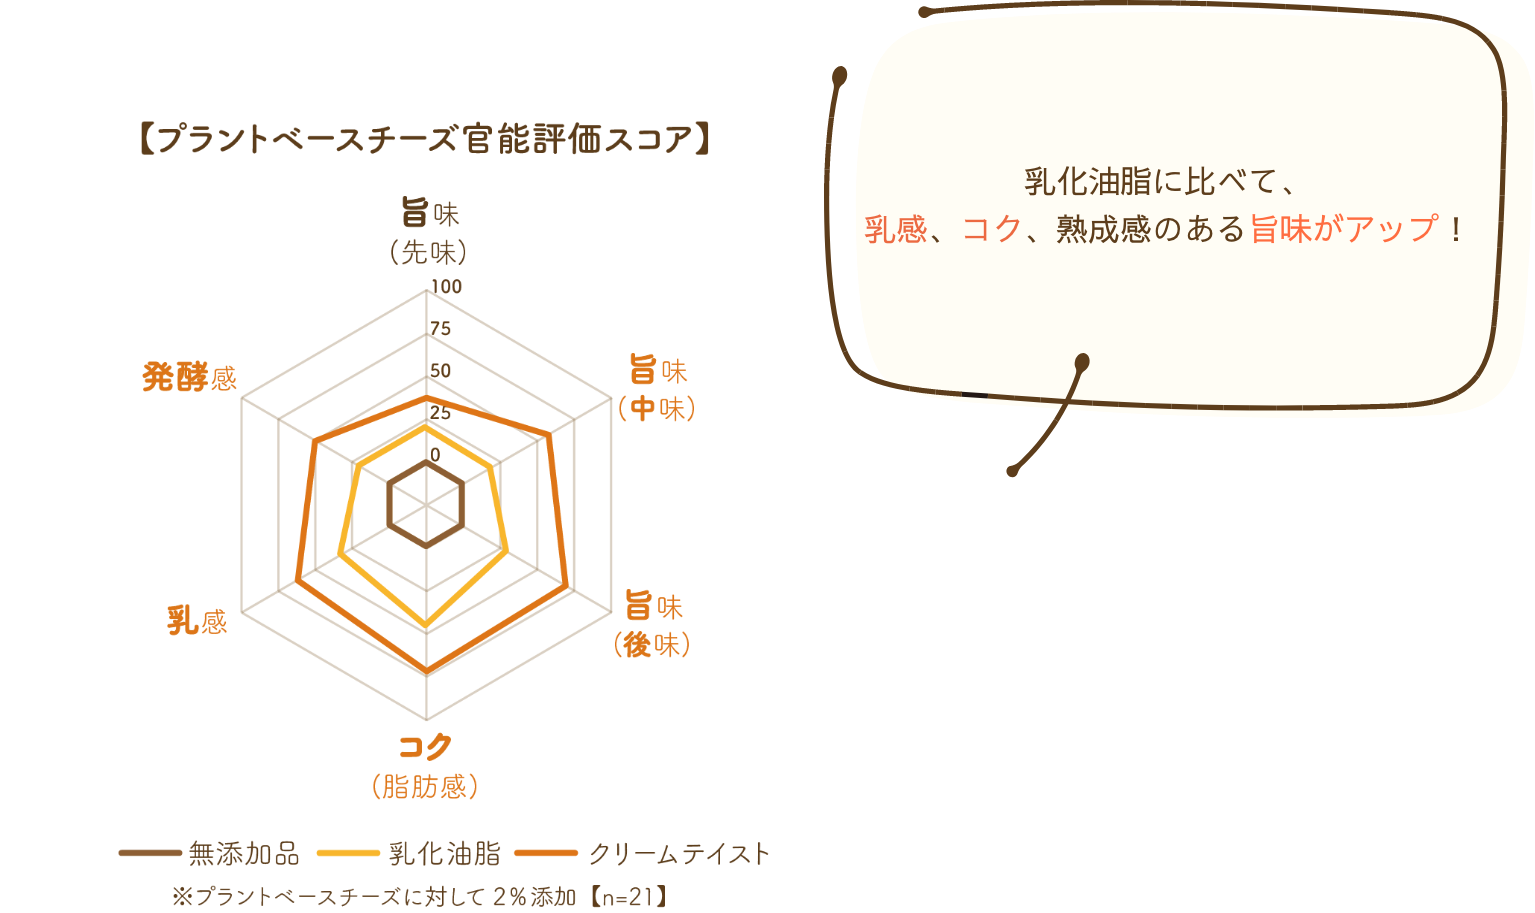 【プラントベースチーズ官能評価スコア】
旨味
(先味)
100
75
50
25
0
旨味
(中味)
旨味
(後味)
コク
(脂肪感)
乳感
発酵感
無添加品 乳化油脂 クリームテイスト
※プラントベースチーズに対して2%添加【n=21】
乳化油脂に比べて、
乳感、コク、熟成感のある旨味がアップ！